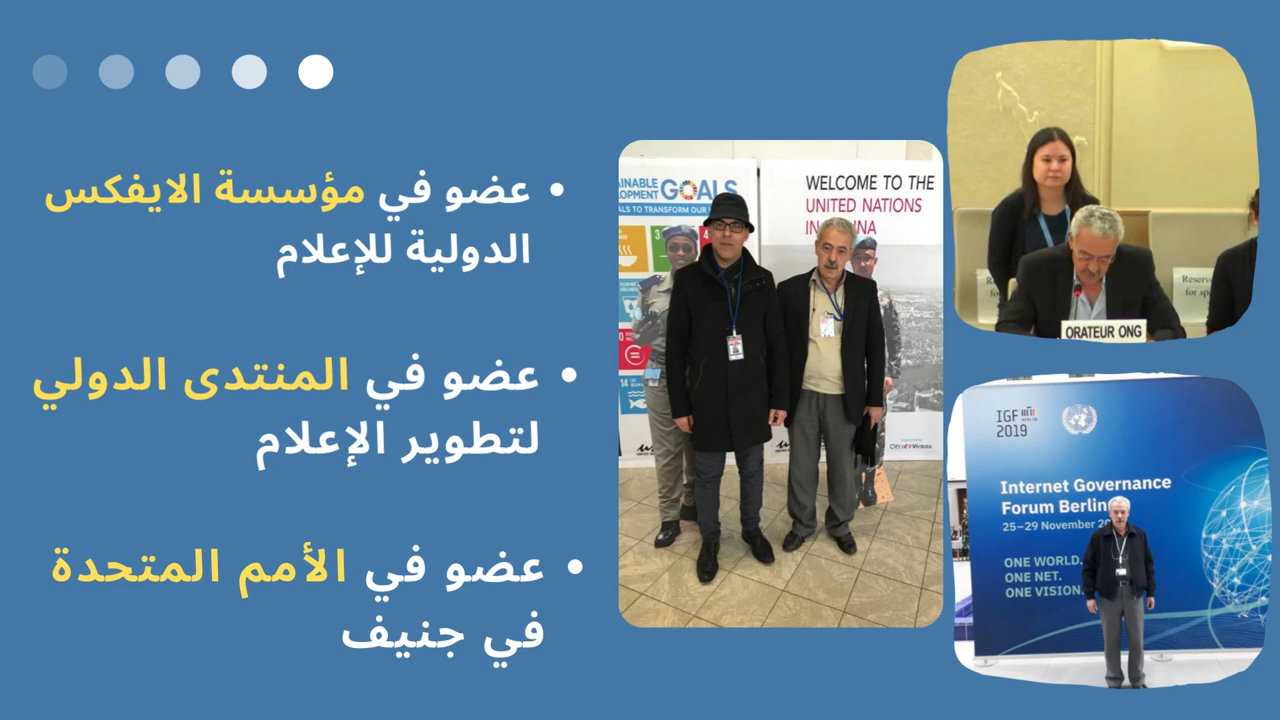 عضو في مؤسسة الايفكس
الدولية للإعلام
عضو في المنتدى الدولي
لتطوير الإعلام
عضو في الأمم المتحدة
في جنيف
GOALS
WELCOME TO THE
UNITED NATIONS
ORATEUR ONG
IGF
2019
Internet Governance
Forum Berlin
25–29 November
ONE WORLD.
ONE NET.
ONE VISION.